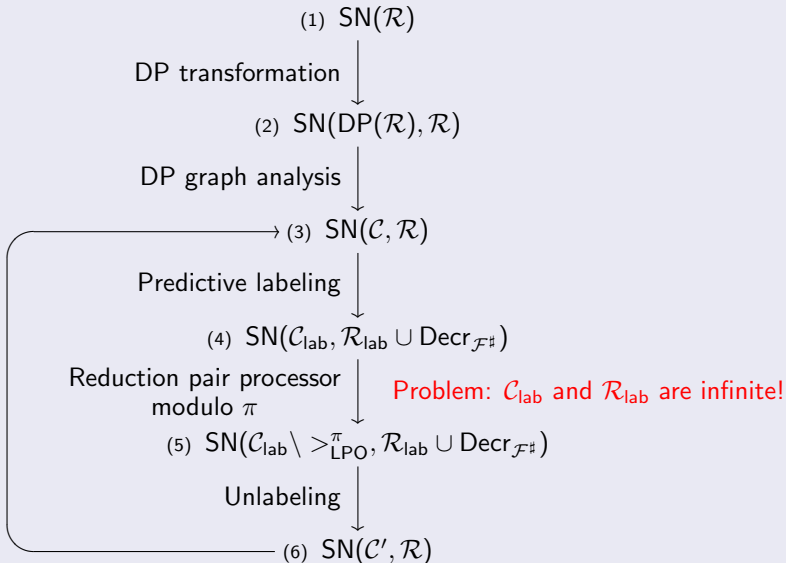 (1) SN(ℛ)
DP transformation
(2) SN(DP(ℛ), ℛ)
DP graph analysis
(3) SN(𝒞, ℛ)
Predictive labeling
(4) SN(𝒞_lab, ℛ_lab ∪ Decr_ℱ♯)
Reduction pair processor
modulo π
Problem: 𝒞_lab and ℛ_lab are infinite!
(5) SN(𝒞_lab\ >^π_LPO, ℛ_lab ∪ Decr_ℱ♯)
Unlabeling
(6) SN(𝒞′, ℛ)